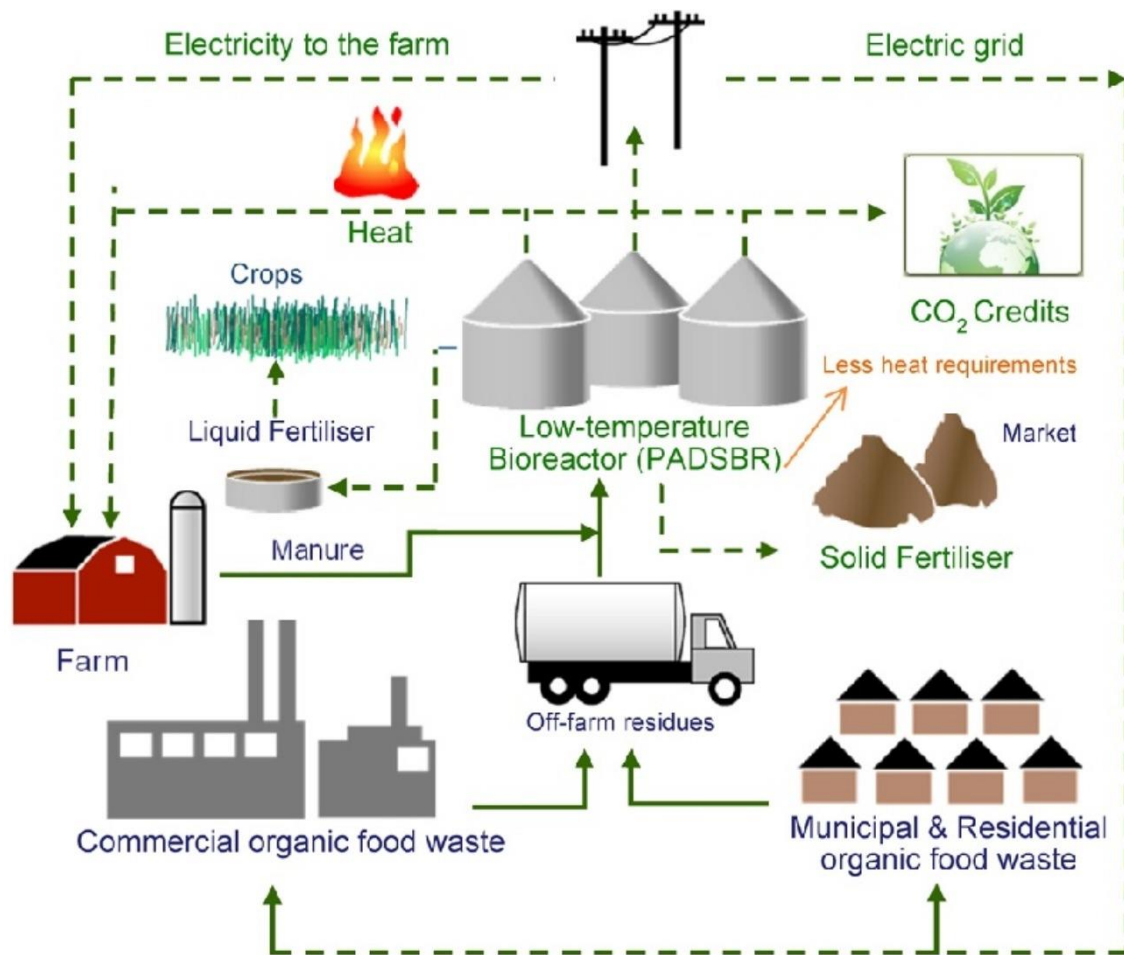 Electricity to the farm
Electric grid
Heat
Crops
CO₂ Credits
Less heat requirements
Liquid Fertiliser
Low-temperature
Bioreactor (PADSBR)
Market
Manure
Solid Fertiliser
Farm
Off-farm residues
Commercial organic food waste
Municipal & Residential
organic food waste